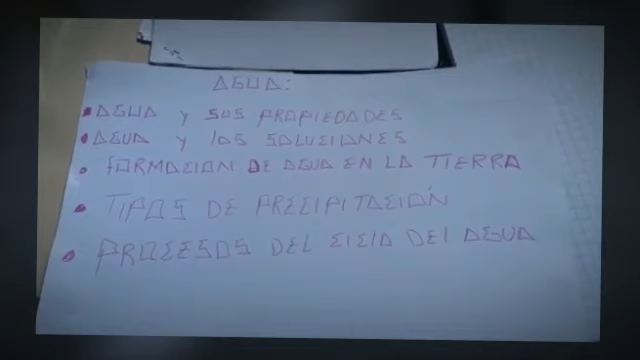 AGUA:
AGUA y SUS PROPIEDADES
AGUA y LOS SOLUCIONES
FORMACION DE AGUA EN LA TIERRA
TIPOS DE PRECIPITACIÓN
PROCESOS DEL CICLO DEL AGUA